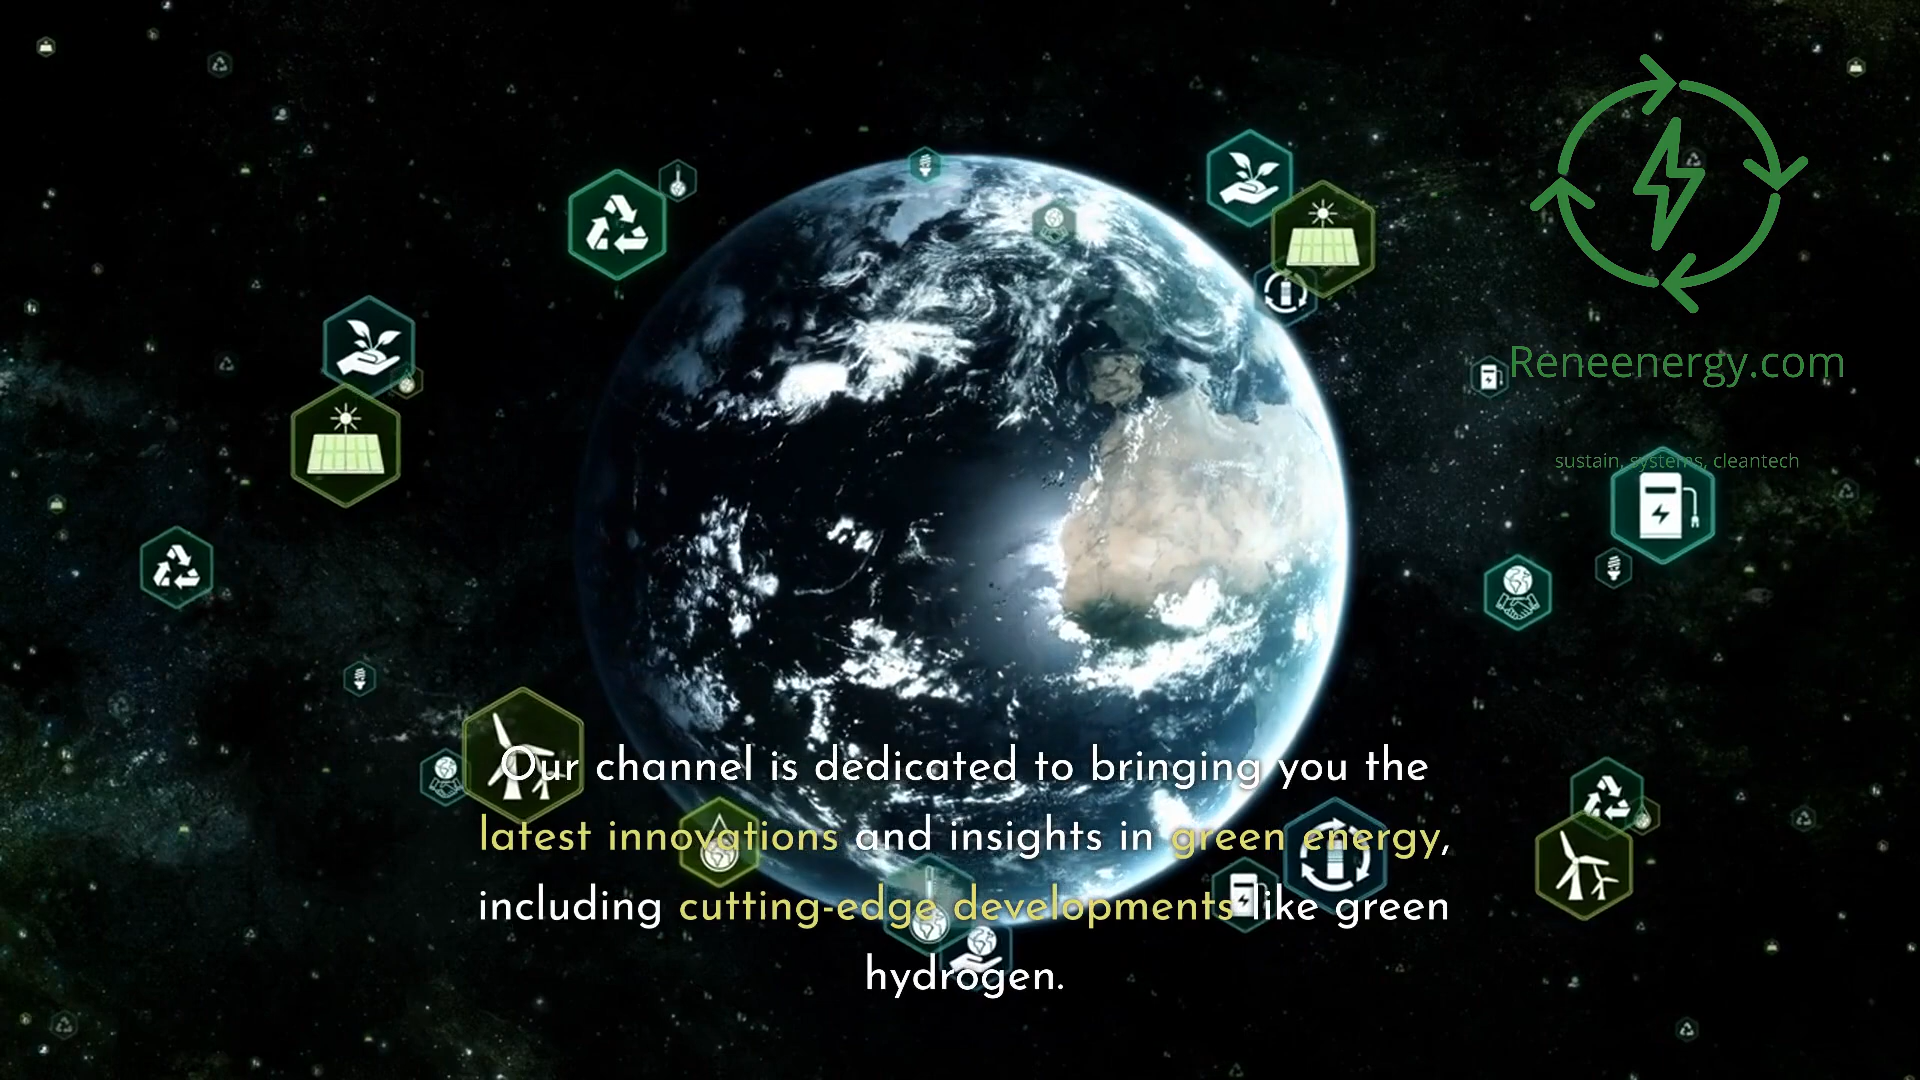 Reneenergy.com
sustain, systems, cleantech
Our channel is dedicated to bringing you the
latest innovations and insights in green energy,
including cutting-edge developments like green
hydrogen.